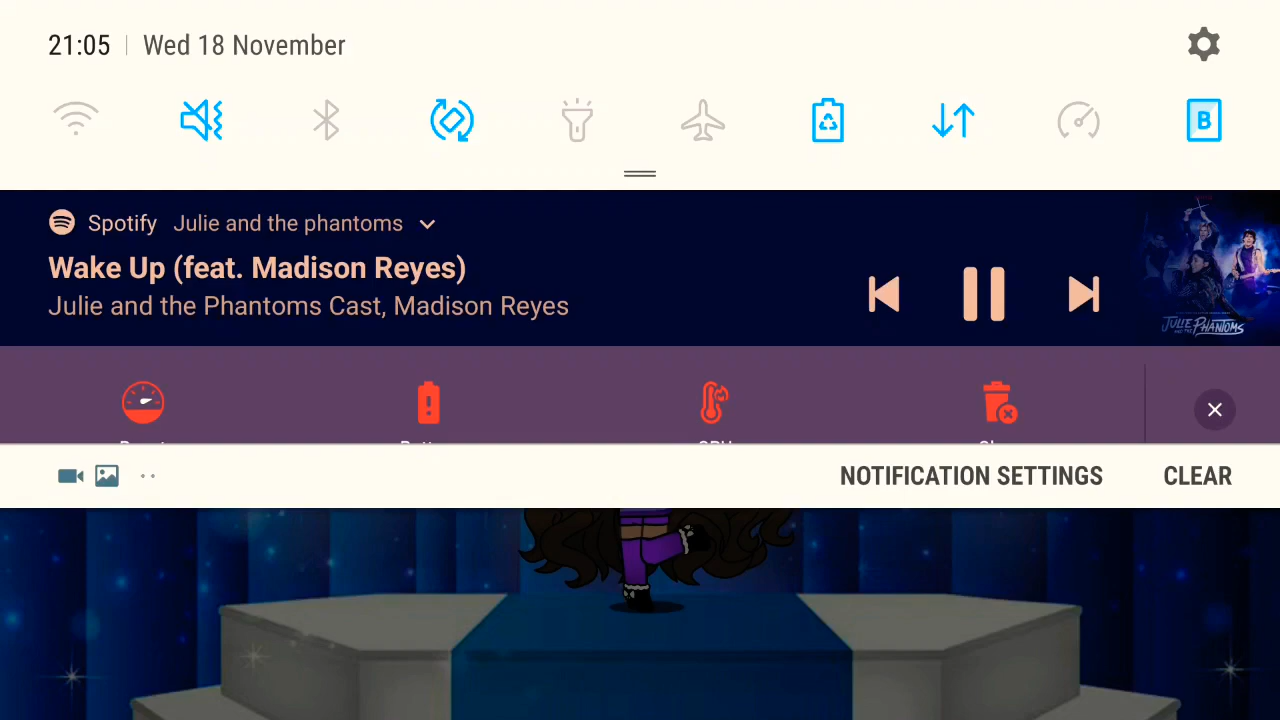 21:05 | Wed 18 November
B
Spotify Julie and the phantoms
Wake Up (feat. Madison Reyes)
Julie and the Phantoms Cast, Madison Reyes
JULIE AND THE PHANTOMS
NOTIFICATION SETTINGS CLEAR